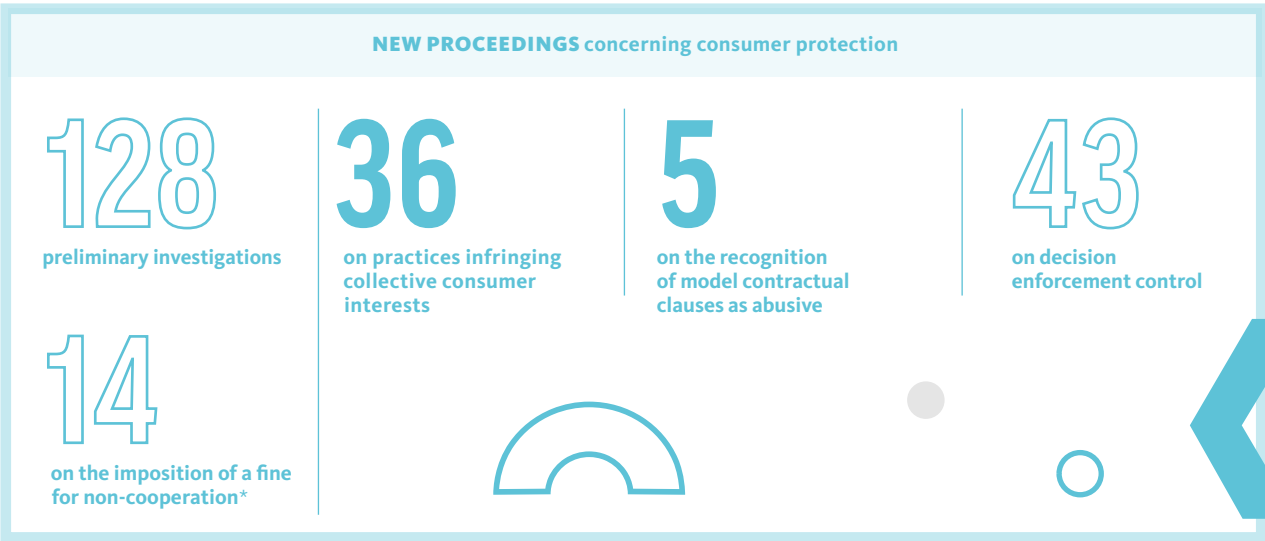 NEW PROCEEDINGS concerning consumer protection
128
preliminary investigations
36
on practices infringing
collective consumer
interests
5
on the recognition
of model contractual
clauses as abusive
43
on decision
enforcement control
14
on the imposition of a fine
for non-cooperation*